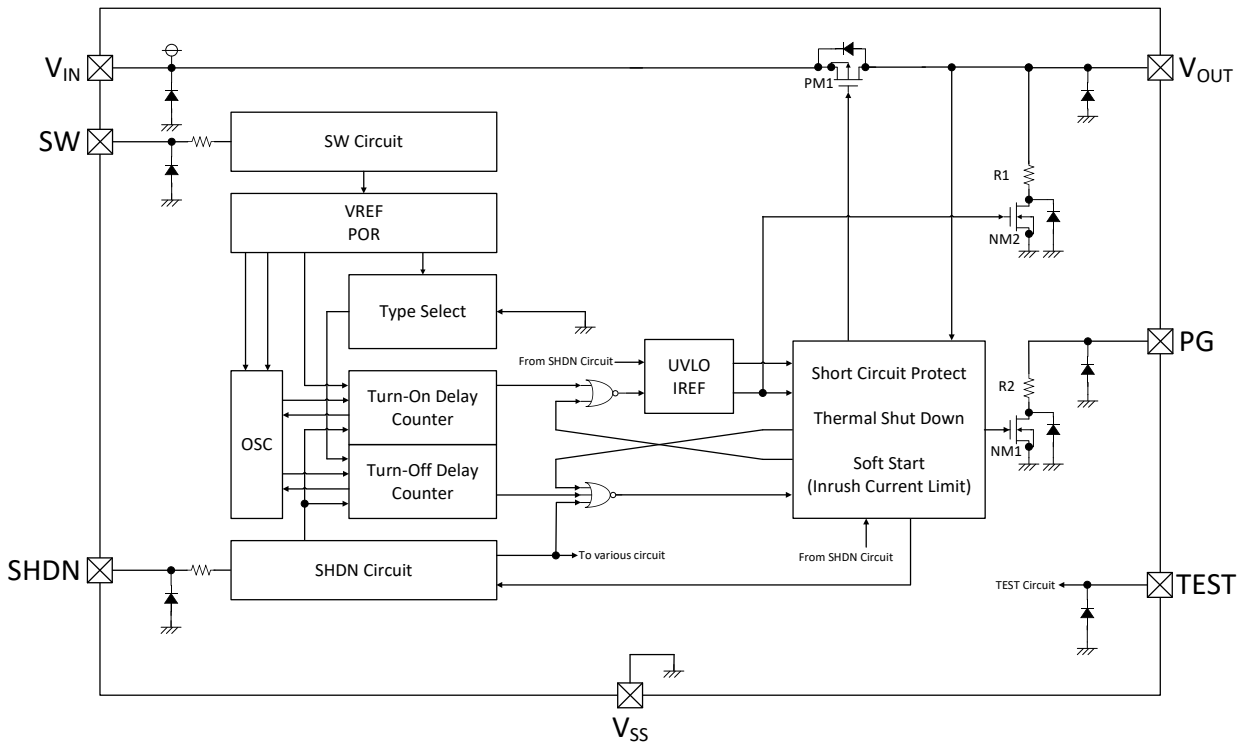 VIN
PM1
VOUT
SW
SW Circuit
R1
VREF
POR
NM2
Type Select
From SHDN Circuit
UVLO
IREF
PG
Short Circuit Protect
R2
Turn-On Delay
Counter
Thermal Shut Down
OSC
NM1
Turn-Off Delay
Counter
Soft Start
(Inrush Current Limit)
To various circuit
From SHDN Circuit
SHDN
SHDN Circuit
TEST Circuit
TEST
VSS